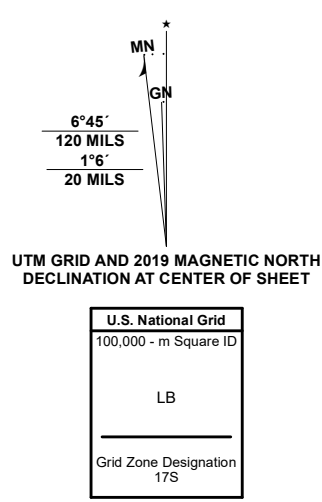 MN
GN
6°45´
120 MILS
1°6´
20 MILS
UTM GRID AND 2019 MAGNETIC NORTH
DECLINATION AT CENTER OF SHEET
U.S. National Grid
100,000 - m Square ID
LB
Grid Zone Designation
17S